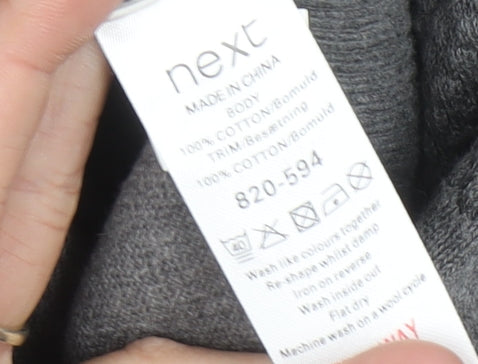 next
MADE IN CHINA
BODY
100% COTTON/Bomuld
TRIM/Besætning
100% COTTON/Bomuld
820-594
40
Wash like colours together
Re-shape whilst damp
Iron on reverse
Wash inside out
Flat dry
Machine wash on a wool cycle
WAY